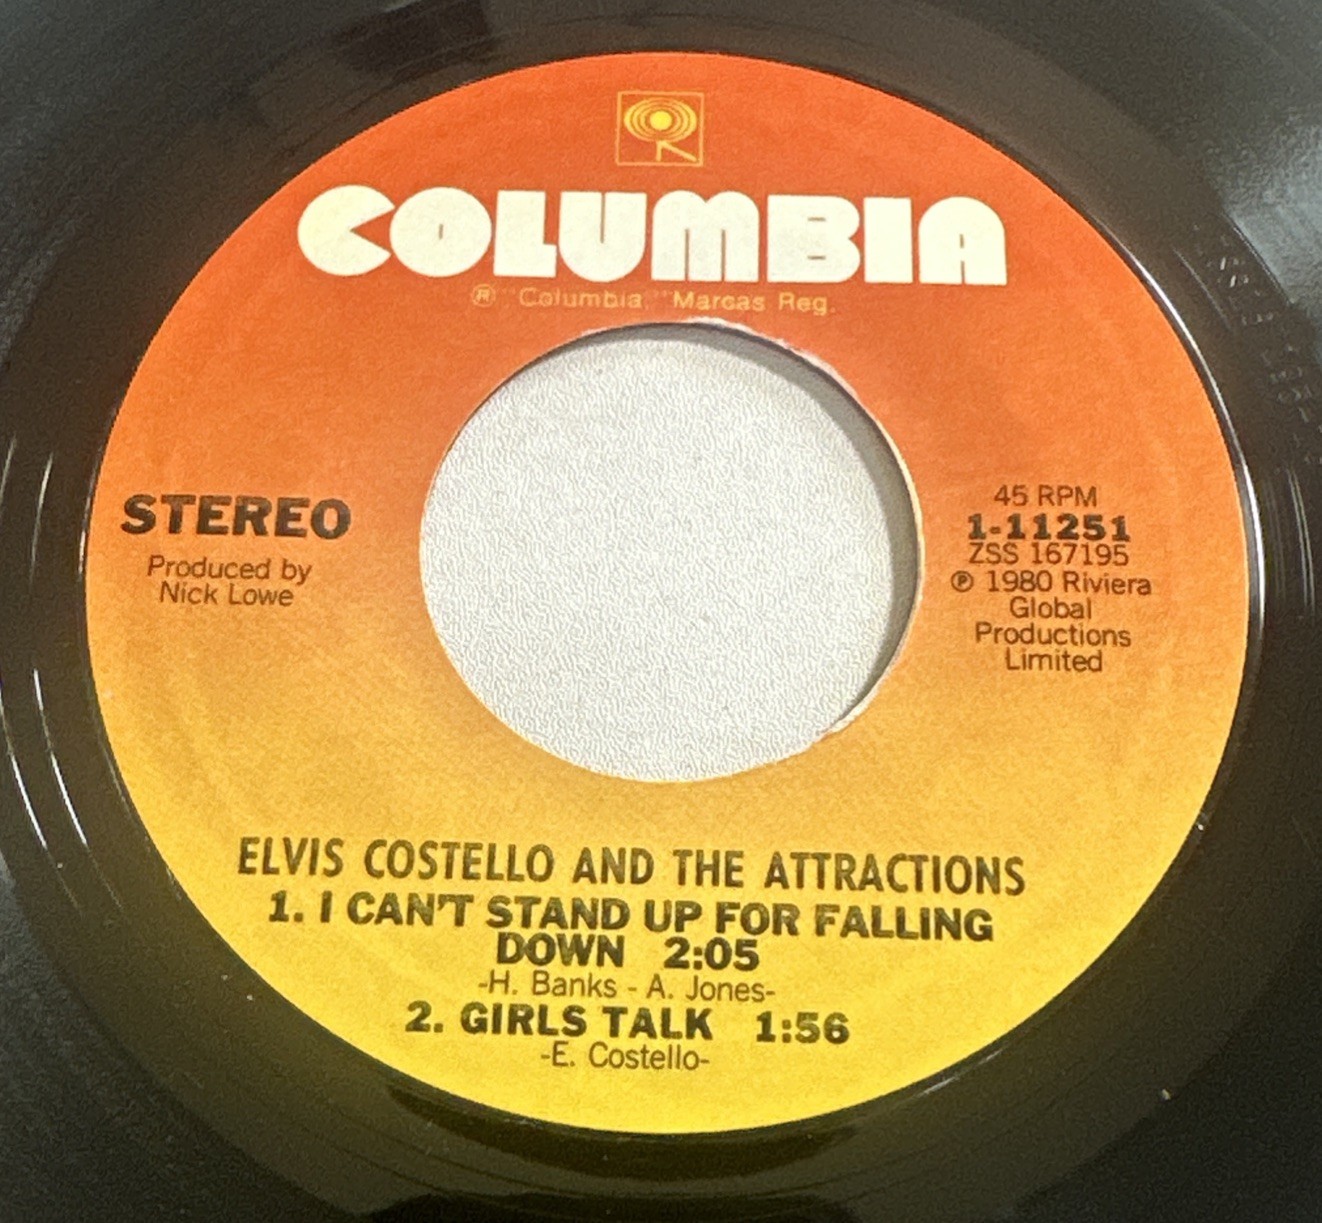 COLUMBIA
® "Columbia," Marcas Reg.
STEREO
Produced by
Nick Lowe
45 RPM
1-11251
ZSS 167195
℗ 1980 Riviera
Global
Productions
Limited
ELVIS COSTELLO AND THE ATTRACTIONS
1. I CAN'T STAND UP FOR FALLING
DOWN 2:05
-H. Banks - A. Jones-
2. GIRLS TALK 1:56
-E. Costello-